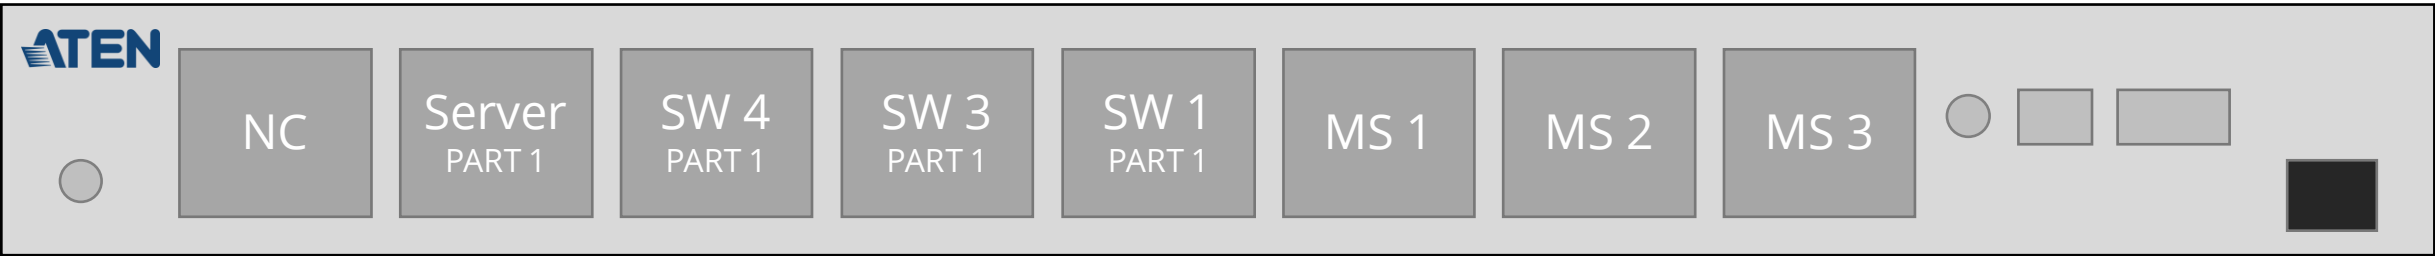 ATEN
NC
Server
PART 1
SW 4
PART 1
SW 3
PART 1
SW 1
PART 1
MS 1
MS 2
MS 3